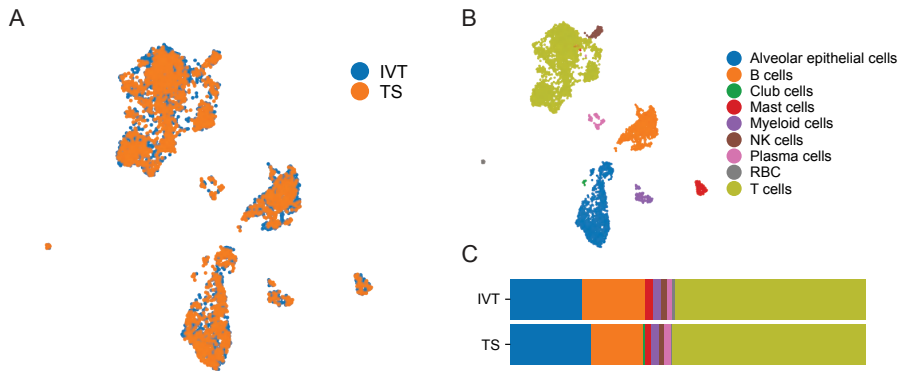 A
IVT
TS
B
Alveolar epithelial cells
B cells
Club cells
Mast cells
Myeloid cells
NK cells
Plasma cells
RBC
T cells
C
IVT
TS